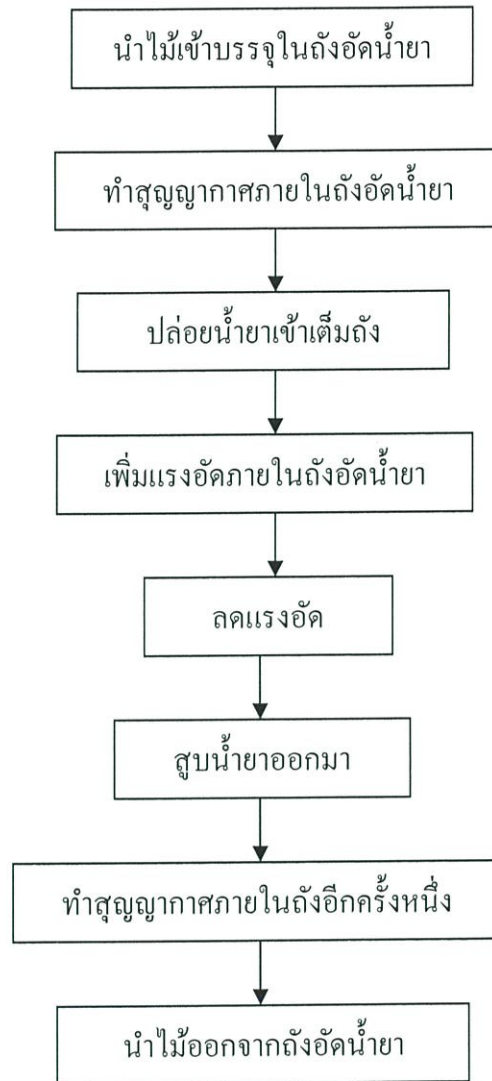 นำไม้เข้าบรรจุในถังอัดน้ำยา
ทำสุญญากาศภายในถังอัดน้ำยา
ปล่อยน้ำยาเข้าเต็มถัง
เพิ่มแรงอัดภายในถังอัดน้ำยา
ลดแรงอัด
สูบน้ำยาออกมา
ทำสุญญากาศภายในถังอีกครั้งหนึ่ง
นำไม้ออกจากถังอัดน้ำยา